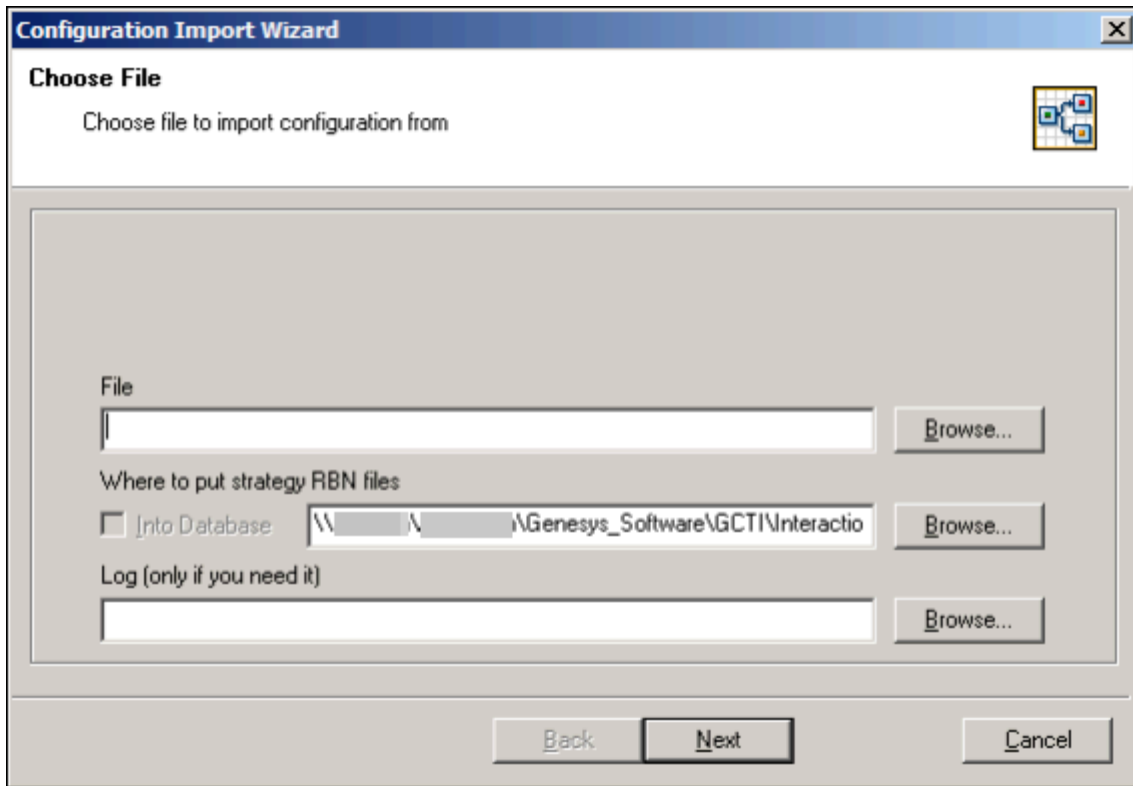 Configuration Import Wizard
Choose File
Choose file to import configuration from
File
Browse...
Where to put strategy RBN files
Into Database
\\ \ \Genesys_Software\GCTI\Interactio
Browse...
Log (only if you need it)
Browse...
Back
Next
Cancel